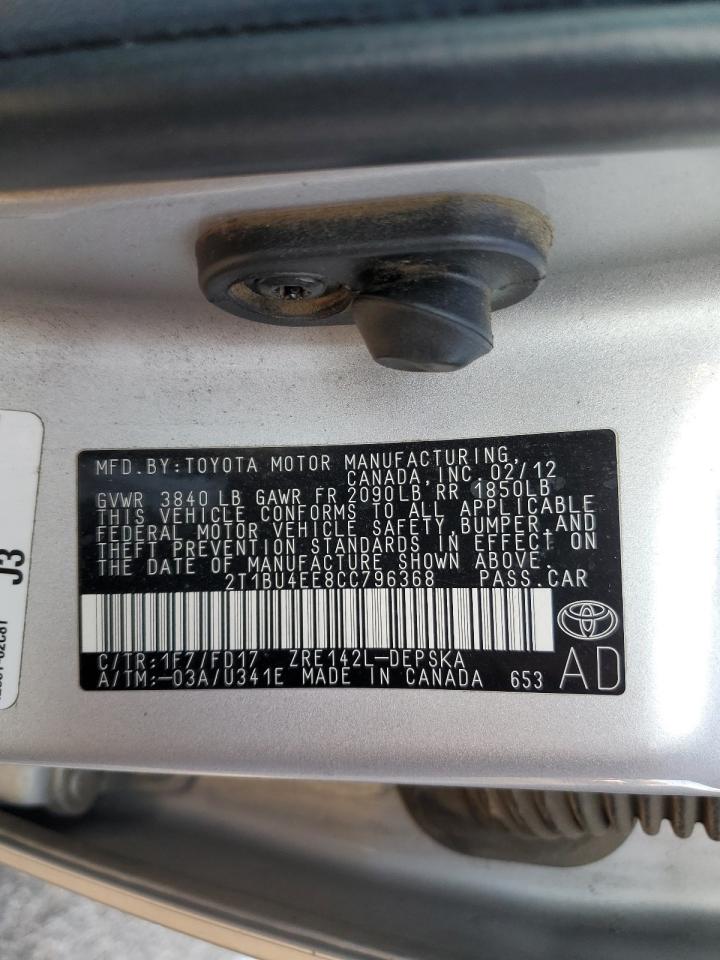 MFD.BY:TOYOTA MOTOR MANUFACTURING,
CANADA,INC.02/12
GVWR 3840 LB GAWR FR 2090LB RR 1850LB
THIS VEHICLE CONFORMS TO ALL APPLICABLE
FEDERAL MOTOR VEHICLE SAFETY BUMPER,AND
THEFT PREVENTION STANDARDS IN EFFECT ON
THE DATE OF MANUFACTURE SHOWN ABOVE.
2T1BU4EE8CC796368 PASS.CAR
C/TR:1F7/FD17 ZRE142L-DEPSKA
A/TM:-03A/U341E MADE IN CANADA 653
AD
J3